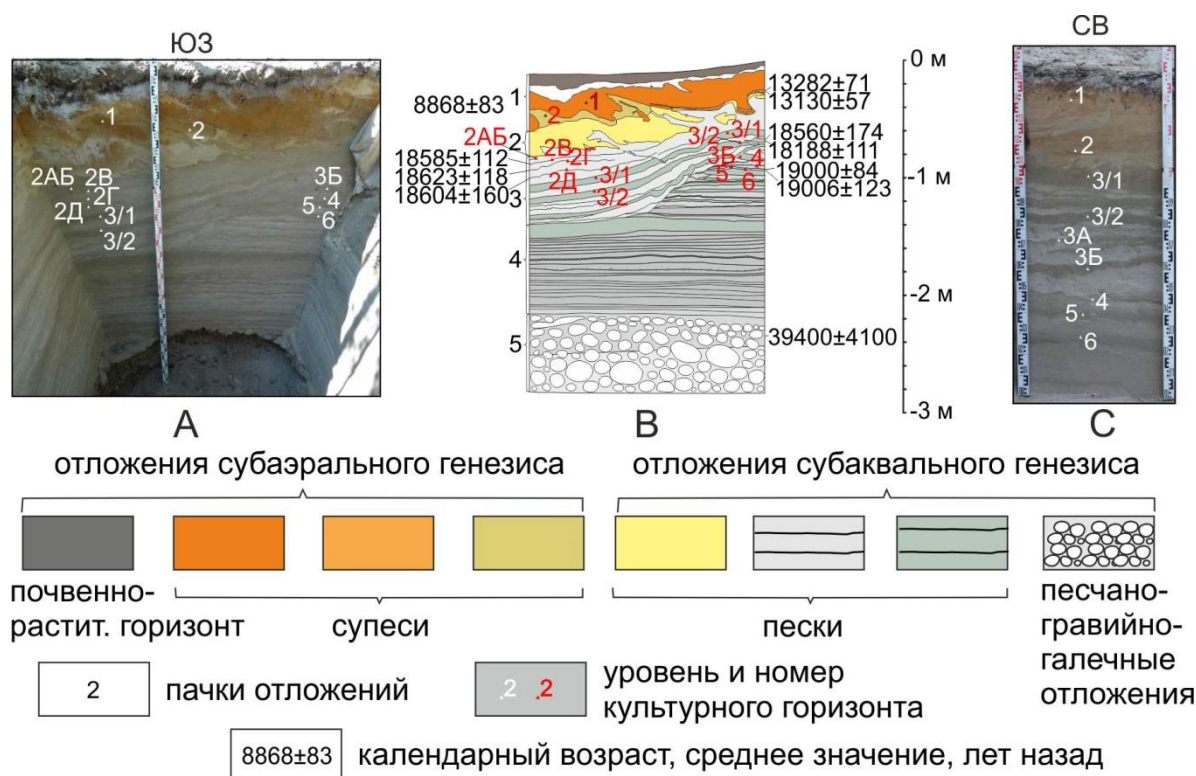 ЮЗ
СВ
1
2
2АБ
2В
2Г
2Д
3/1
3/2
3Б
4
5
6
1
2
3
4
5
8868±83
18585±112
18623±118
18604±160
1
2
2АБ
2В
2Г
2Д
3/1
3/2
3/2
3/1
3Б
4
5
6
13282±71
13130±57
18560±174
18188±111
19000±84
19006±123
39400±4100
0 м
-1 м
-2 м
-3 м
1
2
3/1
3/2
3А
3Б
4
5
6
А
В
С
отложения субаэрального генезиса
отложения субаквального генезиса
почвенно-
растит. горизонт
супеси
пески
песчано-
гравийно-
галечные
отложения
2
пачки отложений
2 2
уровень и номер
культурного горизонта
8868±83
календарный возраст, среднее значение, лет назад